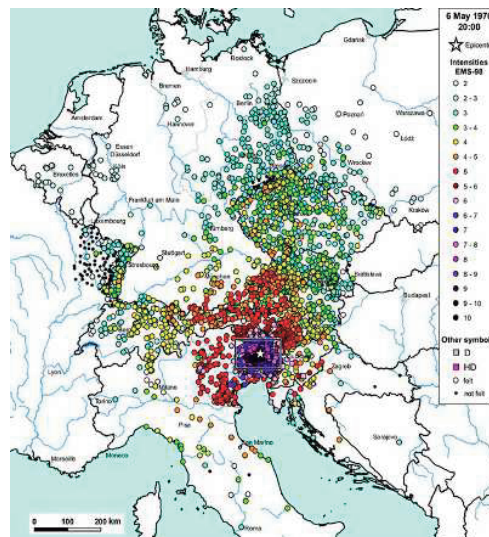 6 May 1976
20:00
Epicentre
Intensities
EMS-98
2
2 - 3
3
3 - 4
4
4 - 5
5
5 - 6
6
6 - 7
7
7 - 8
8
8 - 9
9
9 - 10
10
Other symbol
D
HD
felt
not felt
Rostock
Gdańsk
Hamburg
Szczecin
Bremen
Amsterdam
Berlin
Hannover
Poznań
Warszawa
Łódź
Essen
Düsseldorf
Köln
Bruxelles
Wrocław
Frankfurt am Main
Luxembourg
Kraków
Nürnberg
Stuttgart
Strasbourg
München
Bratislava
Budapest
Lyon
Milano
Zagreb
Torino
Marseille
Monaco
Pisa
San Marino
Sarajevo
Roma
0 100 200 km